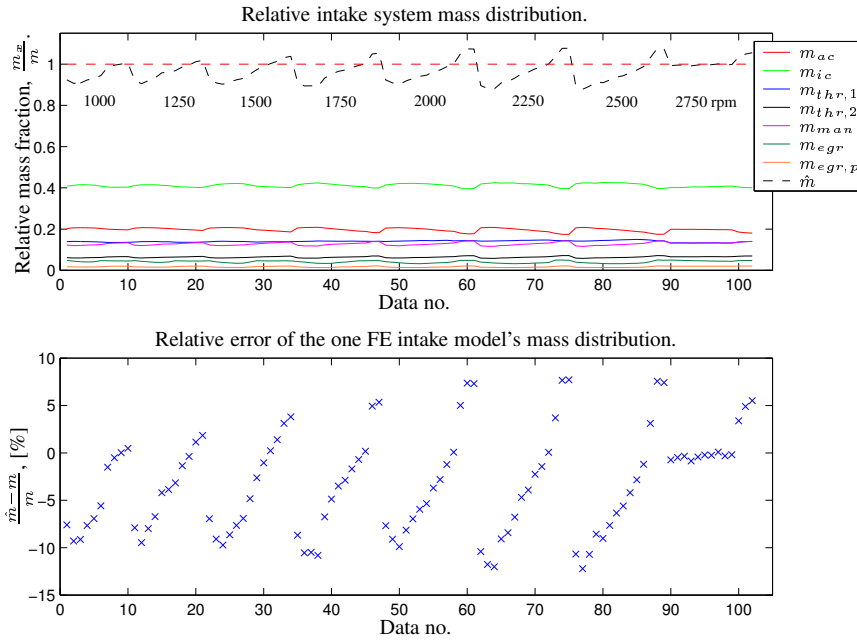 Relative intake system mass distribution.
Relative mass fraction, m_x/m.
1
0.8
0.6
0.4
0.2
0
1000 1250 1500 1750 2000 2250 2500 2750 rpm
m_ac
m_ic
m_thr,1
m_thr,2
m_man
m_egr
m_egr,p
m̂
0 10 20 30 40 50 60 70 80 90 100
Data no.
Relative error of the one FE intake model's mass distribution.
(m̂−m)/m, [%]
10
5
0
−5
−10
−15
0 10 20 30 40 50 60 70 80 90 100
Data no.